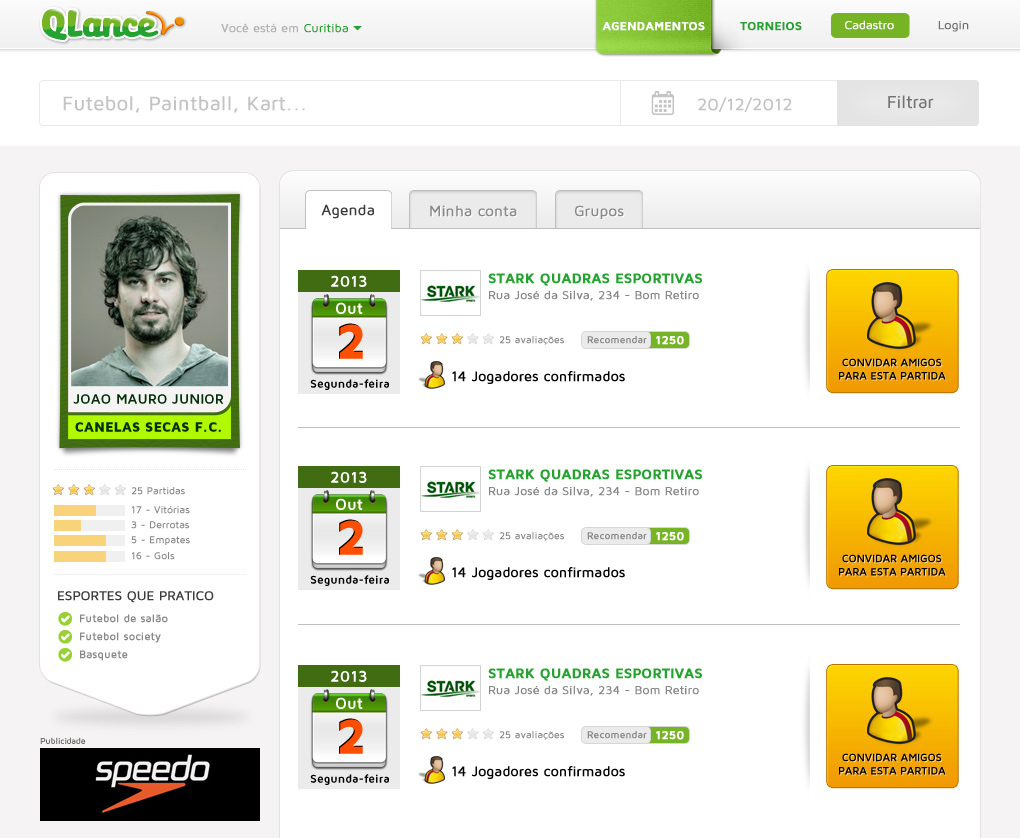 QLance
Você está em Curitiba
AGENDAMENTOS
TORNEIOS
Cadastro
Login
Futebol, Paintball, Kart...
20/12/2012
Filtrar
JOAO MAURO JUNIOR
CANELAS SECAS F.C.
25 Partidas
17 - Vitórias
3 - Derrotas
5 - Empates
16 - Gols
ESPORTES QUE PRATICO
Futebol de salão
Futebol society
Basquete
Publicidade
speedo
Agenda
Minha conta
Grupos
2013
Out
2
Segunda-feira
STARK
STARK QUADRAS ESPORTIVAS
Rua José da Silva, 234 - Bom Retiro
25 avaliações
Recomendar 1250
14 Jogadores confirmados
CONVIDAR AMIGOS
PARA ESTA PARTIDA
2013
Out
2
Segunda-feira
STARK
STARK QUADRAS ESPORTIVAS
Rua José da Silva, 234 - Bom Retiro
25 avaliações
Recomendar 1250
14 Jogadores confirmados
CONVIDAR AMIGOS
PARA ESTA PARTIDA
2013
Out
2
Segunda-feira
STARK
STARK QUADRAS ESPORTIVAS
Rua José da Silva, 234 - Bom Retiro
25 avaliações
Recomendar 1250
14 Jogadores confirmados
CONVIDAR AMIGOS
PARA ESTA PARTIDA